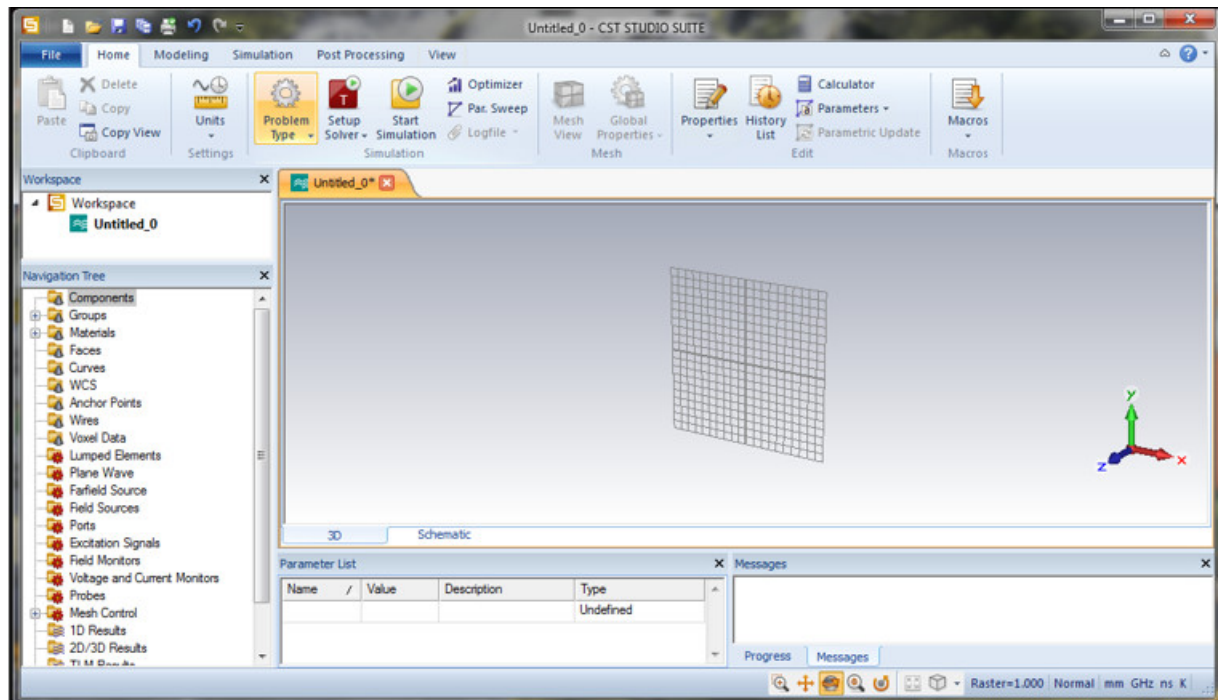 Untitled_0 - CST STUDIO SUITE
File Home Modeling Simulation Post Processing View
Paste
Delete
Copy
Copy View
Clipboard
Units
Settings
Problem Type
Setup Solver
Start Simulation
Optimizer
Par. Sweep
Logfile
Simulation
Mesh View
Global Properties
Mesh
Properties
History List
Calculator
Parameters
Parametric Update
Edit
Macros
Macros
Workspace
Workspace
Untitled_0
Untitled_0*
Navigation Tree
Components
Groups
Materials
Faces
Curves
WCS
Anchor Points
Wires
Voxel Data
Lumped Elements
Plane Wave
Farfield Source
Field Sources
Ports
Excitation Signals
Field Monitors
Voltage and Current Monitors
Probes
Mesh Control
1D Results
2D/3D Results
TLM Results
y
z
x
3D Schematic
Parameter List
Name / Value Description Type
Undefined
Messages
Progress Messages
Raster=1.000 Normal mm GHz ns K